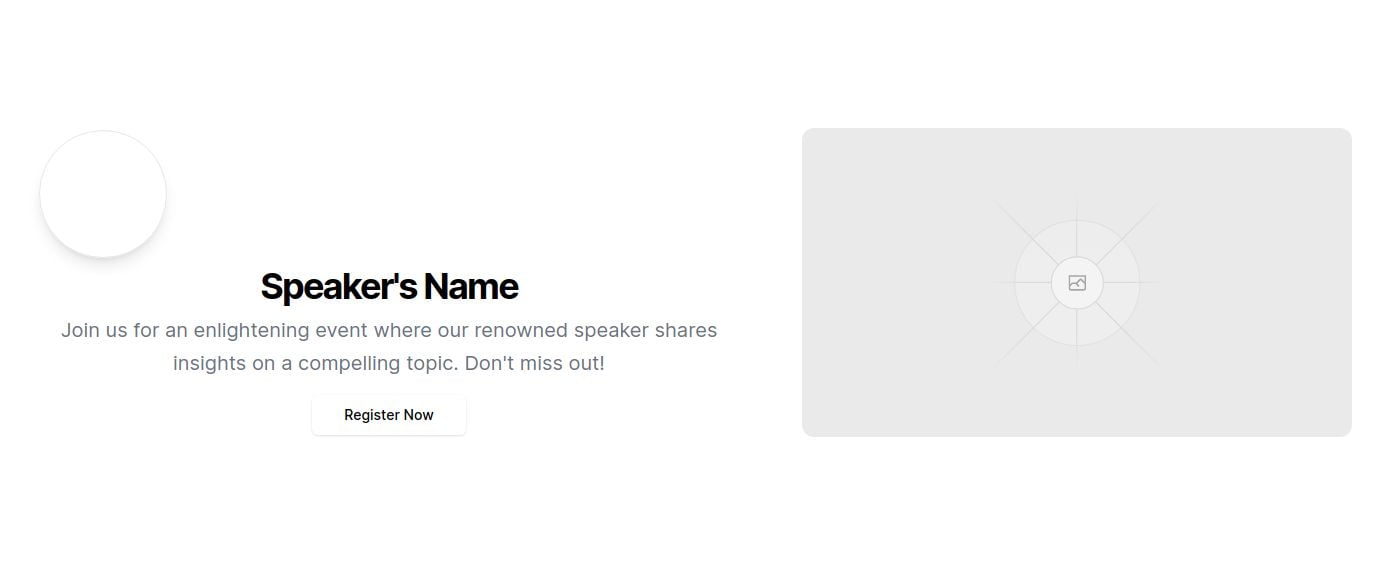 Speaker's Name
Join us for an enlightening event where our renowned speaker shares
insights on a compelling topic. Don't miss out!
Register Now